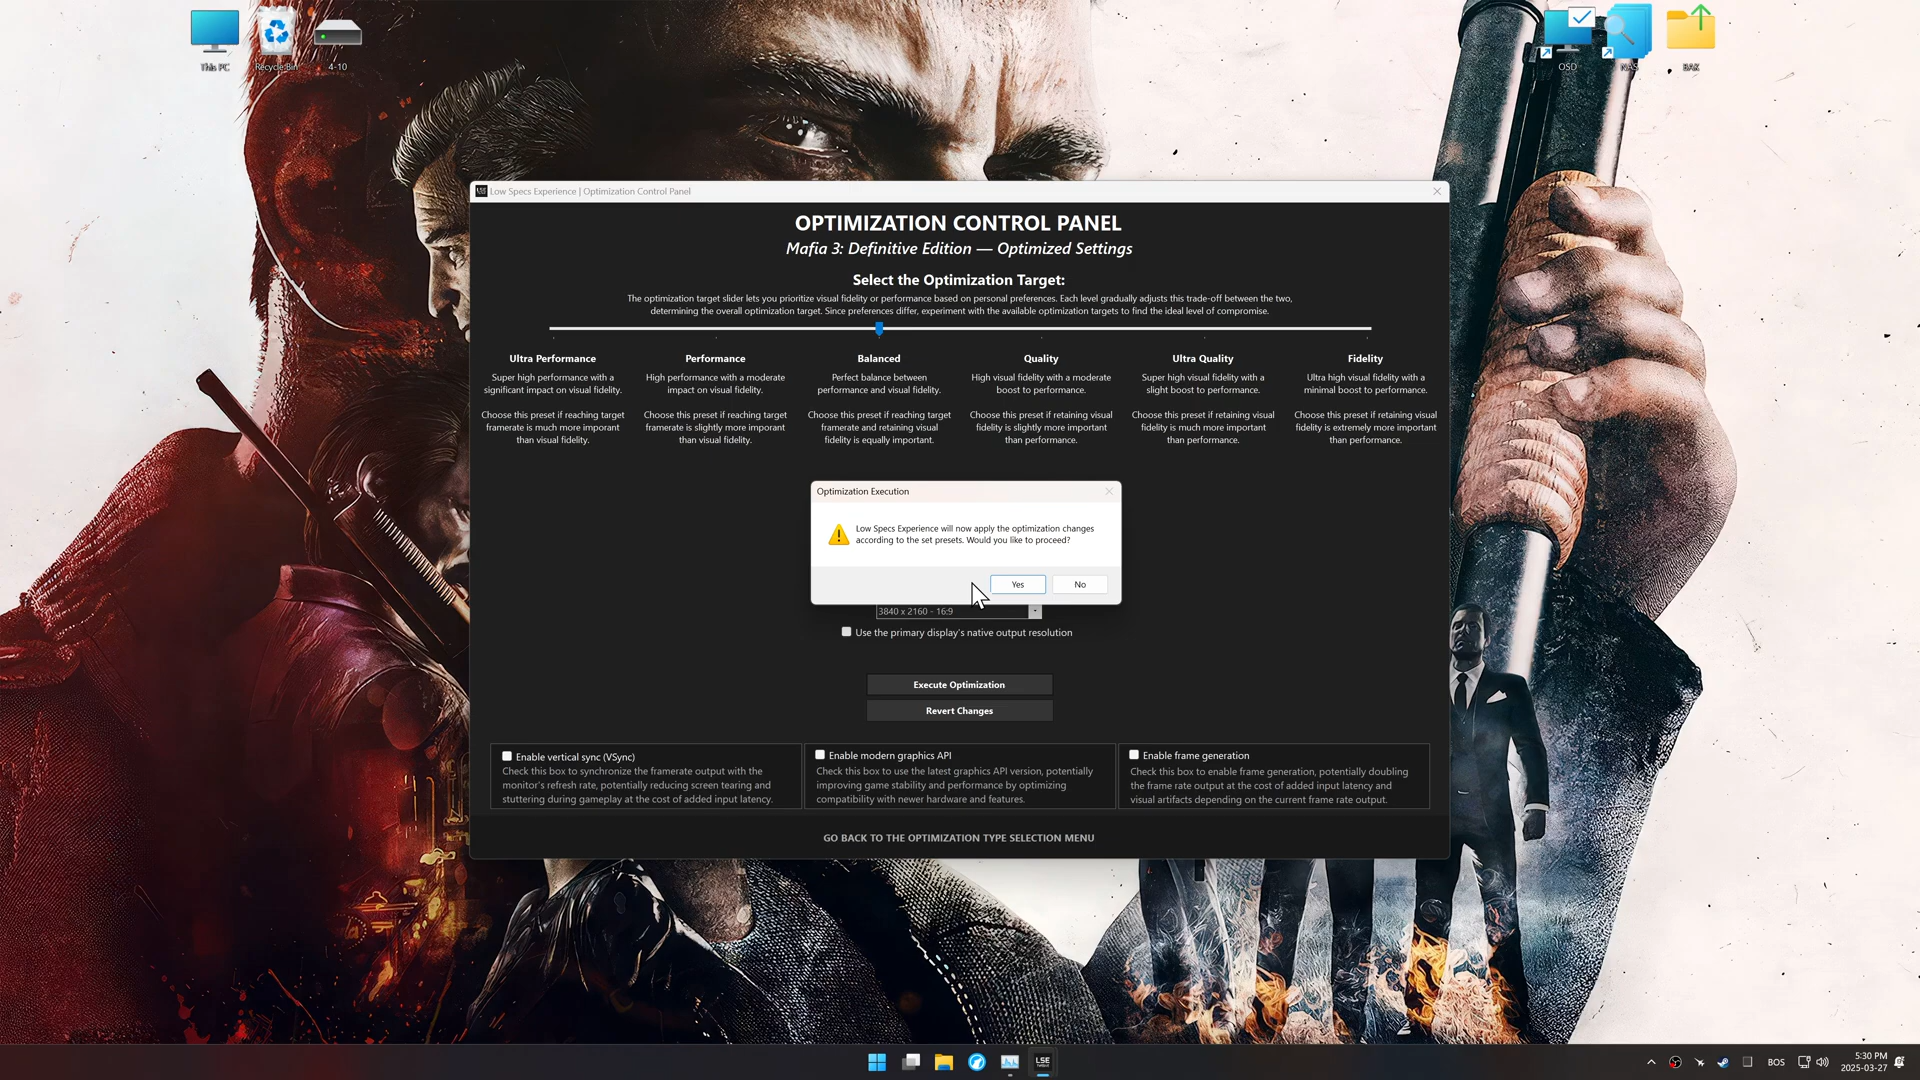 This PC
Recycle Bin
4-10
OSD
NAS
BAK
Low Specs Experience | Optimization Control Panel
OPTIMIZATION CONTROL PANEL
Mafia 3: Definitive Edition — Optimized Settings
Select the Optimization Target:
The optimization target slider lets you prioritize visual fidelity or performance based on personal preferences. Each level gradually adjusts this trade-off between the two,
determining the overall optimization target. Since preferences differ, experiment with the available optimization targets to find the ideal level of compromise.
Ultra Performance
Super high performance with a
significant impact on visual fidelity.
Choose this preset if reaching target
framerate is much more imporant
than visual fidelity.
Performance
High performance with a moderate
impact on visual fidelity.
Choose this preset if reaching target
framerate is slightly more imporant
than visual fidelity.
Balanced
Perfect balance between
performance and visual fidelity.
Choose this preset if reaching target
framerate and retaining visual
fidelity is equally important.
Quality
High visual fidelity with a moderate
boost to performance.
Choose this preset if retaining visual
fidelity is slightly more important
than performance.
Ultra Quality
Super high visual fidelity with a
slight boost to performance.
Choose this preset if retaining visual
fidelity is much more important
than performance.
Fidelity
Ultra high visual fidelity with a
minimal boost to performance.
Choose this preset if retaining visual
fidelity is extremely more important
than performance.
Optimization Execution
Low Specs Experience will now apply the optimization changes
according to the set presets. Would you like to proceed?
Yes
No
3840 x 2160 - 16:9
Use the primary display's native output resolution
Execute Optimization
Revert Changes
Enable vertical sync (VSync)
Check this box to synchronize the framerate output with the
monitor's refresh rate, potentially reducing screen tearing and
stuttering during gameplay at the cost of added input latency.
Enable modern graphics API
Check this box to use the latest graphics API version, potentially
improving game stability and performance by optimizing
compatibility with newer hardware and features.
Enable frame generation
Check this box to enable frame generation, potentially doubling
the frame rate output at the cost of added input latency and
visual artifacts depending on the current frame rate output.
GO BACK TO THE OPTIMIZATION TYPE SELECTION MENU
LSE
BOS
5:30 PM
2025-03-27